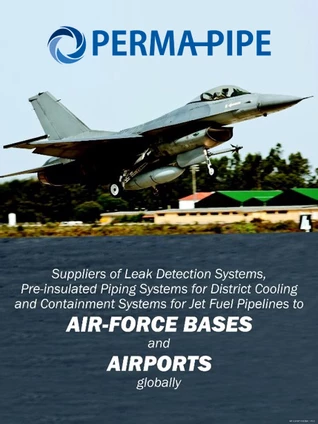 PERMA-PIPE
4
Suppliers of Leak Detection Systems,
Pre-insulated Piping Systems for District Cooling
and Containment Systems for Jet Fuel Pipelines to
AIR-FORCE BASES
and
AIRPORTS
globally